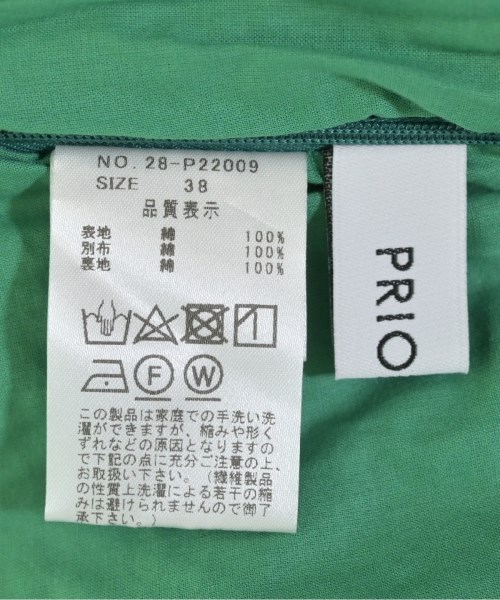 NO. 28-P22009
SIZE 38
品質表示
表地 綿 100%
別布 綿 100%
裏地 綿 100%
F W
この製品は家庭での手洗い洗
濯ができますが、縮みや形く
ずれなどの原因となりますの
で下記の点に充分ご注意の上、
お取扱い下さい。（繊維製品
の性質上洗濯による若干の縮
みは避けられませんので御了
承下さい。）
PRIO